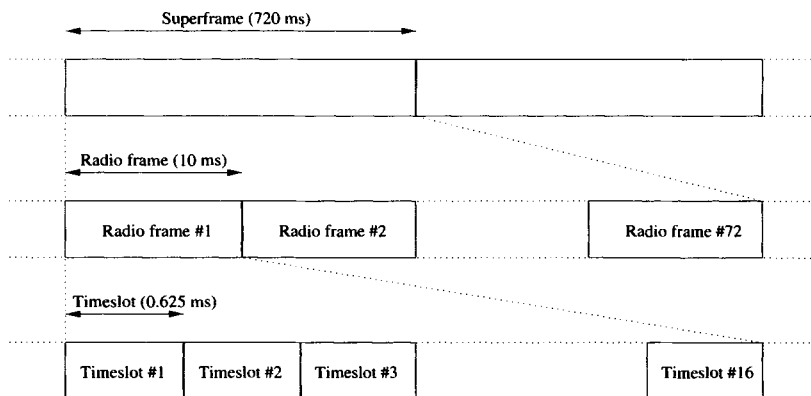 Superframe (720 ms)
Radio frame (10 ms)
Radio frame #1
Radio frame #2
Radio frame #72
Timeslot (0.625 ms)
Timeslot #1
Timeslot #2
Timeslot #3
Timeslot #16